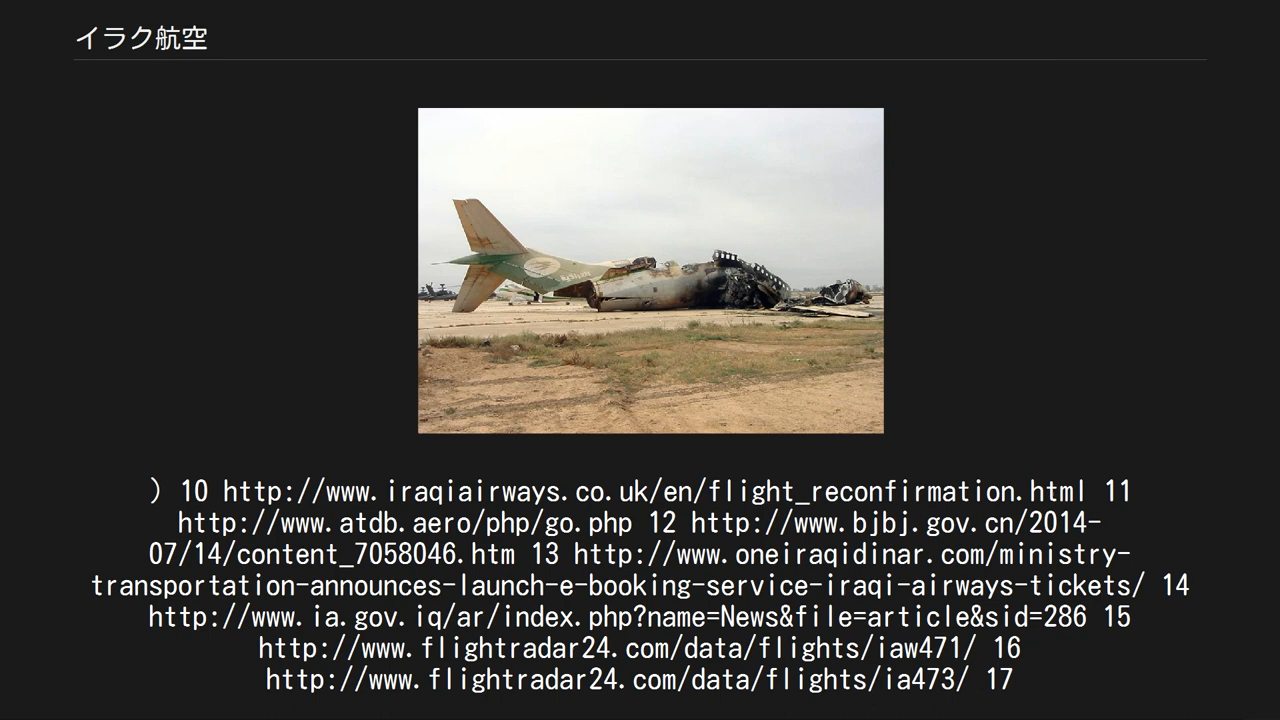 イラク航空
) 10 http://www.iraqiairways.co.uk/en/flight_reconfirmation.html 11
http://www.atdb.aero/php/go.php 12 http://www.bjbj.gov.cn/2014-
07/14/content_7058046.htm 13 http://www.oneiraqidinar.com/ministry-
transportation-announces-launch-e-booking-service-iraqi-airways-tickets/ 14
http://www.ia.gov.iq/ar/index.php?name=News&file=article&sid=286 15
http://www.flightradar24.com/data/flights/iaw471/ 16
http://www.flightradar24.com/data/flights/ia473/ 17